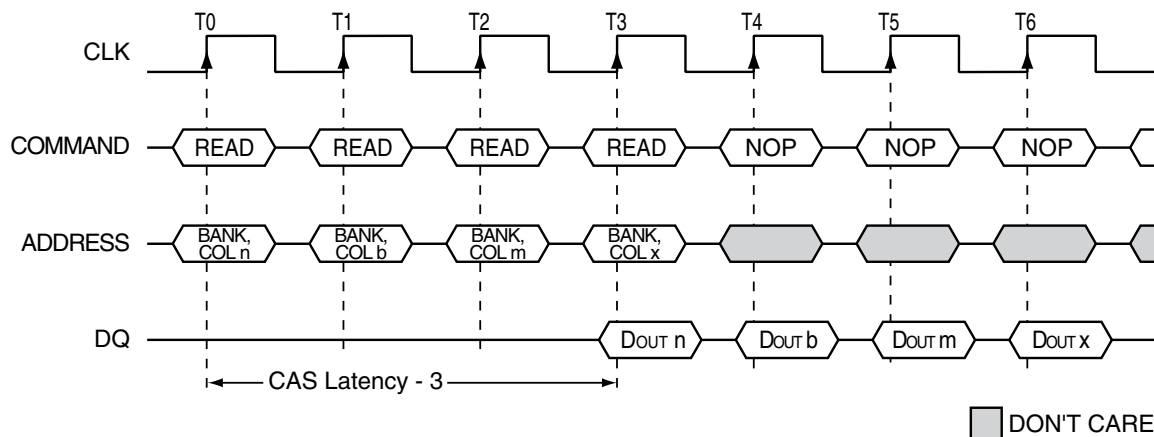 T0 T1 T2 T3 T4 T5 T6
CLK
COMMAND READ READ READ READ NOP NOP NOP
ADDRESS BANK, COL n BANK, COL b BANK, COL m BANK, COL x
DQ DOUT n DOUT b DOUT m DOUT x
CAS Latency - 3
DON'T CARE